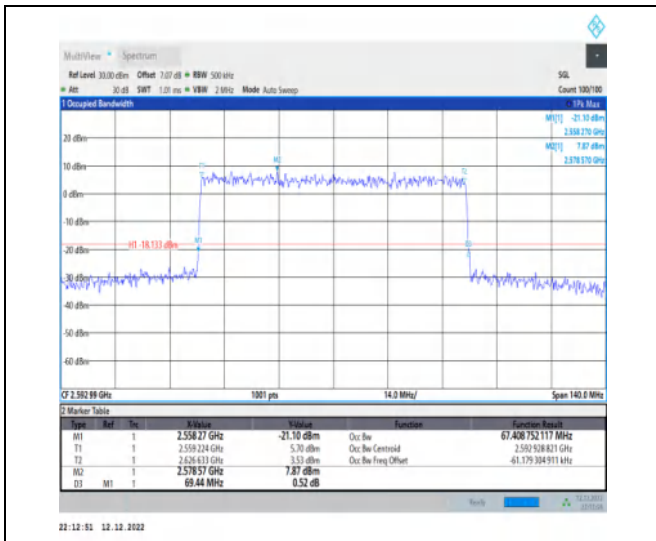 MultiView Spectrum
Ref Level 30.00 dBm Offset 7.07 dB RBW 500 kHz SGL
Att 30 dB SWT 1.01 ms VBW 2 MHz Mode Auto Sweep Count 100/100
1 Occupied Bandwidth 1Pk Max
M1[1] -21.10 dBm
2.558 270 GHz
M2[1] 7.87 dBm
2.578 570 GHz
20 dBm
M2
10 dBm
0 dBm
-10 dBm
H1 -18.133 dBm
M1
-20 dBm
-30 dBm
-40 dBm
-50 dBm
-60 dBm
CF 2.592 99 GHz 1001 pts 14.0 MHz/ Span 140.0 MHz
2 Marker Table
Type Ref Trc X-Value Y-Value Function Function Result
M1 1 2.558 27 GHz -21.10 dBm Occ Bw 67.408 752 117 MHz
T1 1 2.559 224 GHz 5.70 dBm Occ Bw Centroid 2.592 928 821 GHz
T2 1 2.626 633 GHz 3.53 dBm Occ Bw Freq Offset -61.179 304 911 kHz
M2 1 2.578 57 GHz 7.87 dBm
D3 M1 1 69.44 MHz 0.52 dB
Ready
22:12:51 12.12.2022